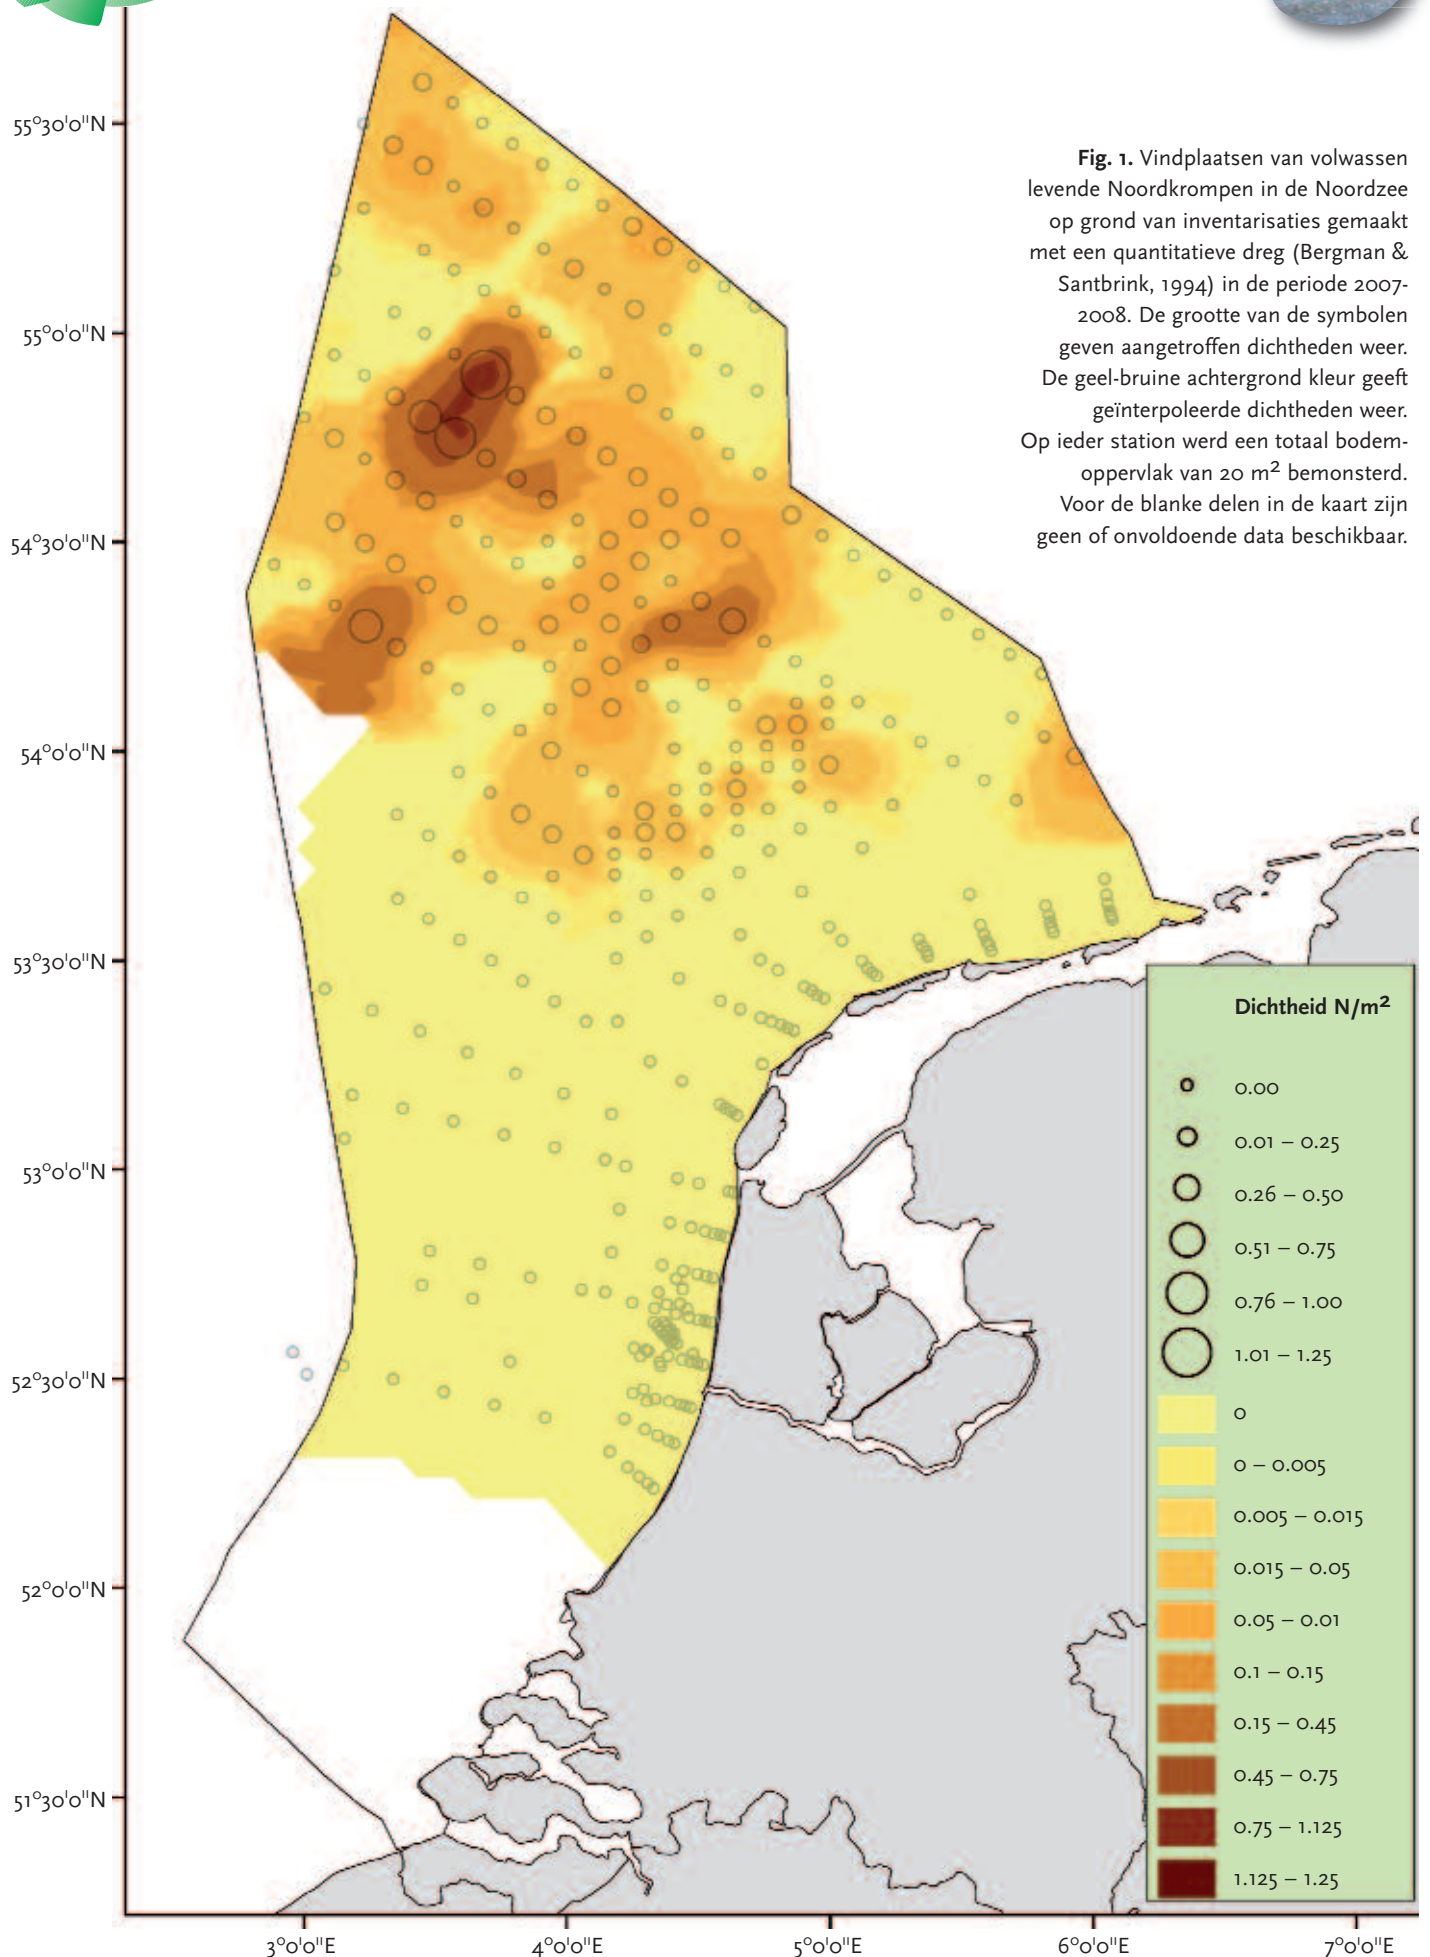 Fig. 1. Vindplaatsen van volwassen
levende Noordkrompen in de Noordzee
op grond van inventarisaties gemaakt
met een quantitatieve dreg (Bergman &
Santbrink, 1994) in de periode 2007-
2008. De grootte van de symbolen
geven aangetroffen dichtheden weer.
De geel-bruine achtergrond kleur geeft
geïnterpoleerde dichtheden weer.
Op ieder station werd een totaal bodem-
oppervlak van 20 m² bemonsterd.
Voor de blanke delen in de kaart zijn
geen of onvoldoende data beschikbaar.
55°30'0"N
55°0'0"N
54°30'0"N
54°0'0"N
53°30'0"N
53°0'0"N
52°30'0"N
52°0'0"N
51°30'0"N
Dichtheid N/m²
0.00
0.01 – 0.25
0.26 – 0.50
0.51 – 0.75
0.76 – 1.00
1.01 – 1.25
0
0 – 0.005
0.005 – 0.015
0.015 – 0.05
0.05 – 0.01
0.1 – 0.15
0.15 – 0.45
0.45 – 0.75
0.75 – 1.125
1.125 – 1.25
3°0'0"E
4°0'0"E
5°0'0"E
6°0'0"E
7°0'0"E